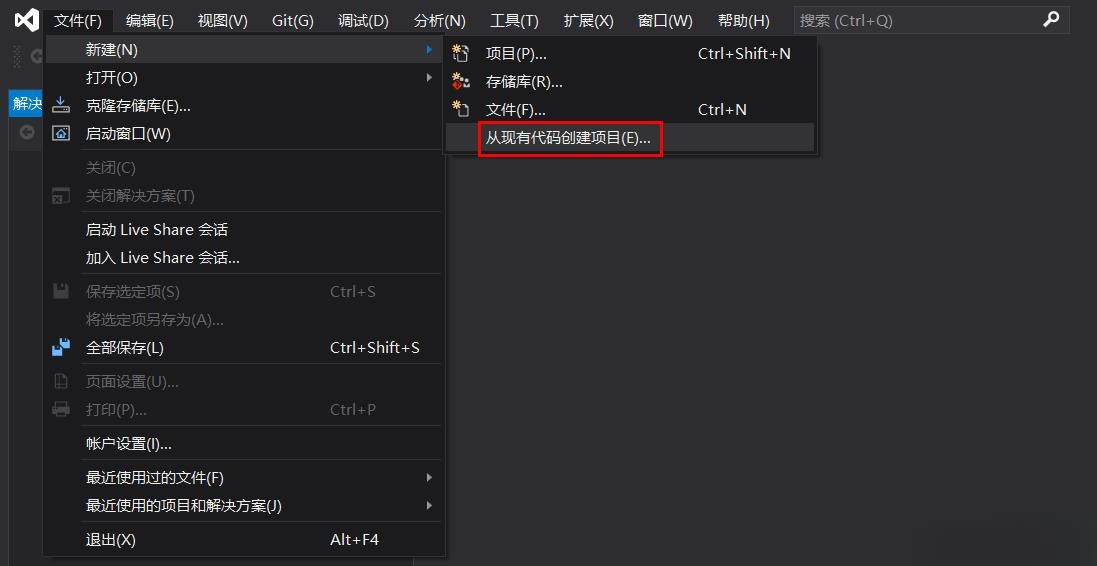 文件(F) 编辑(E) 视图(V) Git(G) 调试(D) 分析(N) 工具(T) 扩展(X) 窗口(W) 帮助(H) 搜索 (Ctrl+Q)
新建(N)
项目(P)... Ctrl+Shift+N
打开(O)
存储库(R)...
解决
克隆存储库(E)...
文件(F)... Ctrl+N
启动窗口(W)
从现有代码创建项目(E)...
关闭(C)
关闭解决方案(T)
启动 Live Share 会话
加入 Live Share 会话...
保存选定项(S) Ctrl+S
将选定项另存为(A)...
全部保存(L) Ctrl+Shift+S
页面设置(U)...
打印(P)... Ctrl+P
帐户设置(I)...
最近使用过的文件(F)
最近使用的项目和解决方案(J)
退出(X) Alt+F4